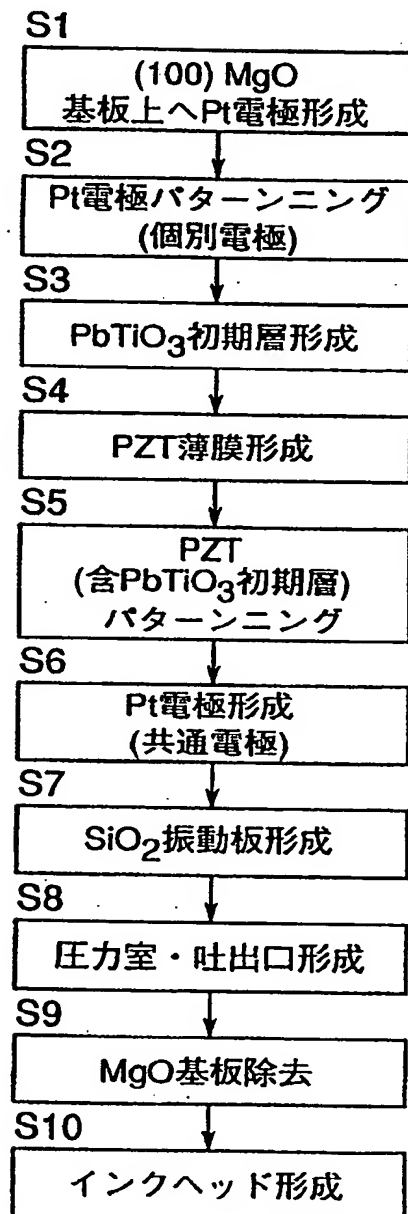 S1
(100) MgO
基板上へPt電極形成
S2
Pt電極パターンニング
(個別電極)
S3
PbTiO3初期層形成
S4
PZT薄膜形成
S5
PZT
(含PbTiO3初期層)
パターンニング
S6
Pt電極形成
(共通電極)
S7
SiO2振動板形成
S8
圧力室・吐出口形成
S9
MgO基板除去
S10
インクヘッド形成